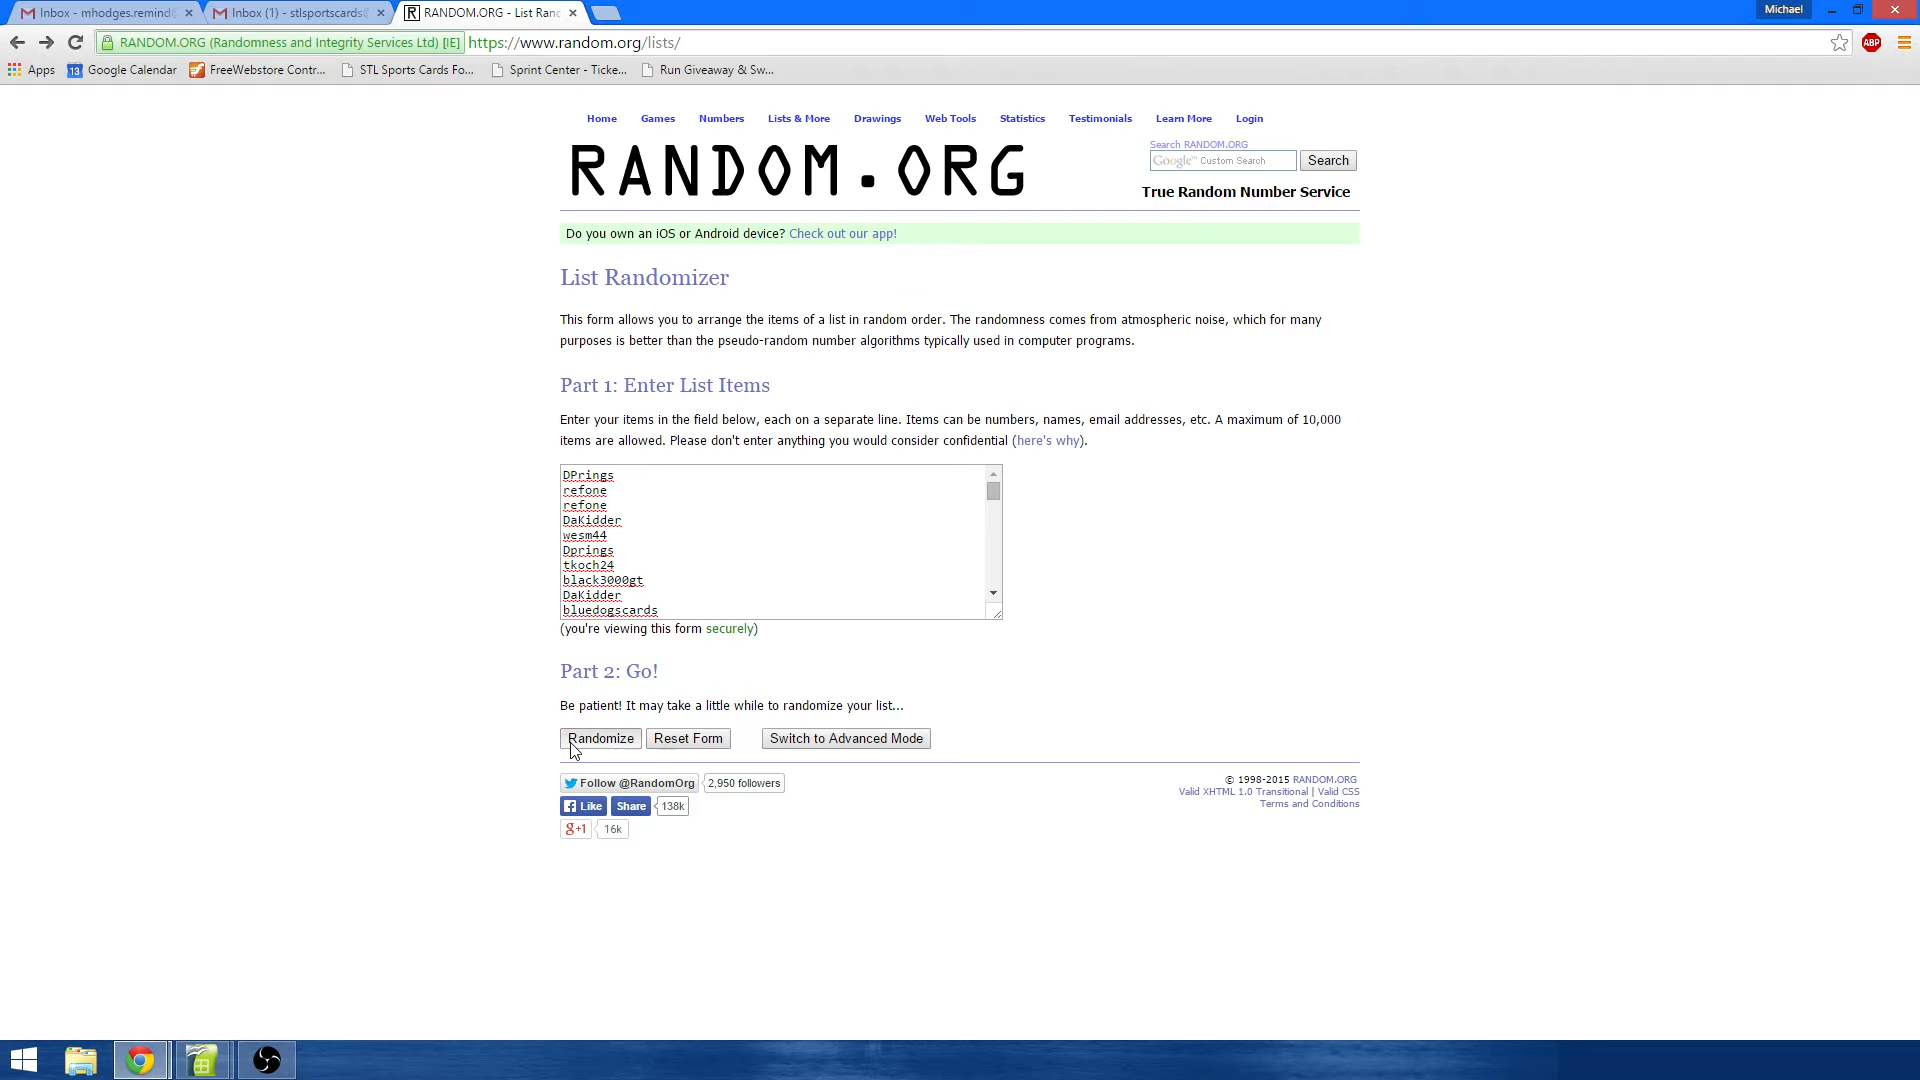 Inbox - mhodges.remind@
Inbox (1) - stlsportscards@
R RANDOM.ORG - List Ran
Michael
RANDOM.ORG (Randomness and Integrity Services Ltd) [IE] https://www.random.org/lists/
ABP
Apps 13 Google Calendar FreeWebstore Contr... STL Sports Cards Fo... Sprint Center - Ticke... Run Giveaway & Sw...
Home Games Numbers Lists & More Drawings Web Tools Statistics Testimonials Learn More Login
RANDOM.ORG
Search RANDOM.ORG
Google™ Custom Search Search
True Random Number Service
Do you own an iOS or Android device? Check out our app!
List Randomizer
This form allows you to arrange the items of a list in random order. The randomness comes from atmospheric noise, which for many
purposes is better than the pseudo-random number algorithms typically used in computer programs.
Part 1: Enter List Items
Enter your items in the field below, each on a separate line. Items can be numbers, names, email addresses, etc. A maximum of 10,000
items are allowed. Please don't enter anything you would consider confidential (here's why).
DPrings
refone
refone
DaKidder
wesm44
Dprings
tkoch24
black3000gt
DaKidder
bluedogscards
(you're viewing this form securely)
Part 2: Go!
Be patient! It may take a little while to randomize your list...
Randomize Reset Form Switch to Advanced Mode
Follow @RandomOrg 2,950 followers
Like Share 138k
g+1 16k
© 1998-2015 RANDOM.ORG
Valid XHTML 1.0 Transitional | Valid CSS
Terms and Conditions